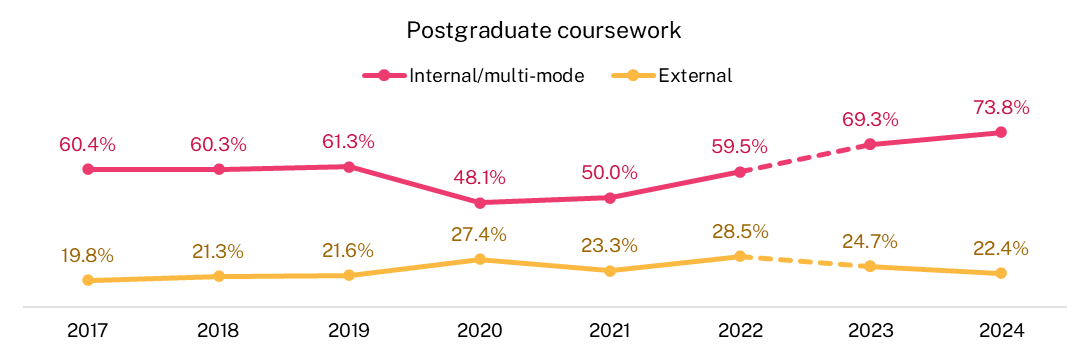 Postgraduate coursework
Internal/multi-mode External
60.4% 60.3% 61.3% 48.1% 50.0% 59.5% 69.3% 73.8%
19.8% 21.3% 21.6% 27.4% 23.3% 28.5% 24.7% 22.4%
2017 2018 2019 2020 2021 2022 2023 2024